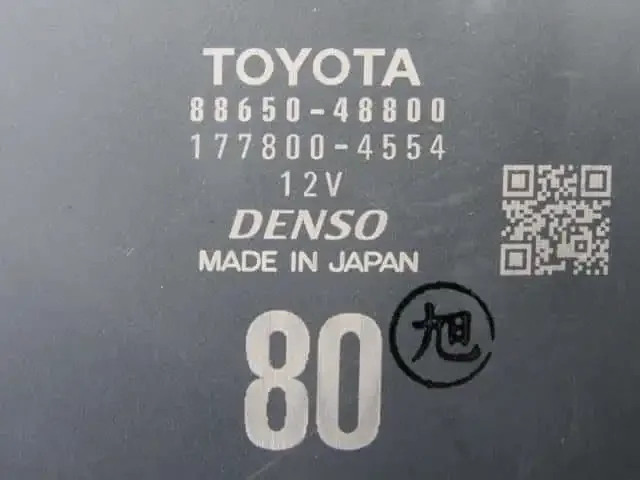 TOYOTA
88650-48800
177800-4554
12V
DENSO
MADE IN JAPAN
80
旭